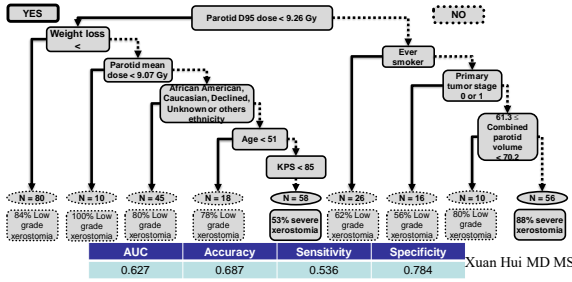 YES
NO
Parotid D95 dose < 9.26 Gy
Weight loss
<
Ever
smoker
Parotid mean
dose < 9.07 Gy
Primary
tumor stage
0 or 1
African American,
Caucasian, Declined,
Unknown or others
ethnicity
61.3 ≤
Combined
parotid
volume
< 70.2
Age < 51
KPS < 85
N = 80
N = 10
N = 45
N = 18
N = 58
N = 26
N = 16
N = 10
N = 56
84% Low
grade
xerostomia
100% Low
grade
xerostomia
80% Low
grade
xerostomia
78% Low
grade
xerostomia
53% severe
xerostomia
62% Low
grade
xerostomia
56% Low
grade
xerostomia
80% Low
grade
xerostomia
88% severe
xerostomia
AUC Accuracy Sensitivity Specificity
0.627 0.687 0.536 0.784
Xuan Hui MD MS